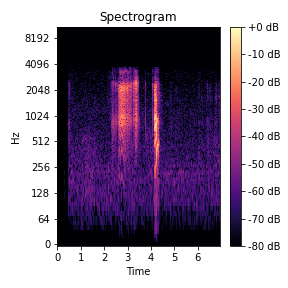 Spectrogram
8192
4096
2048
1024
512
256
128
64
0
Hz
0 1 2 3 4 5 6
Time
+0 dB
-10 dB
-20 dB
-30 dB
-40 dB
-50 dB
-60 dB
-70 dB
-80 dB